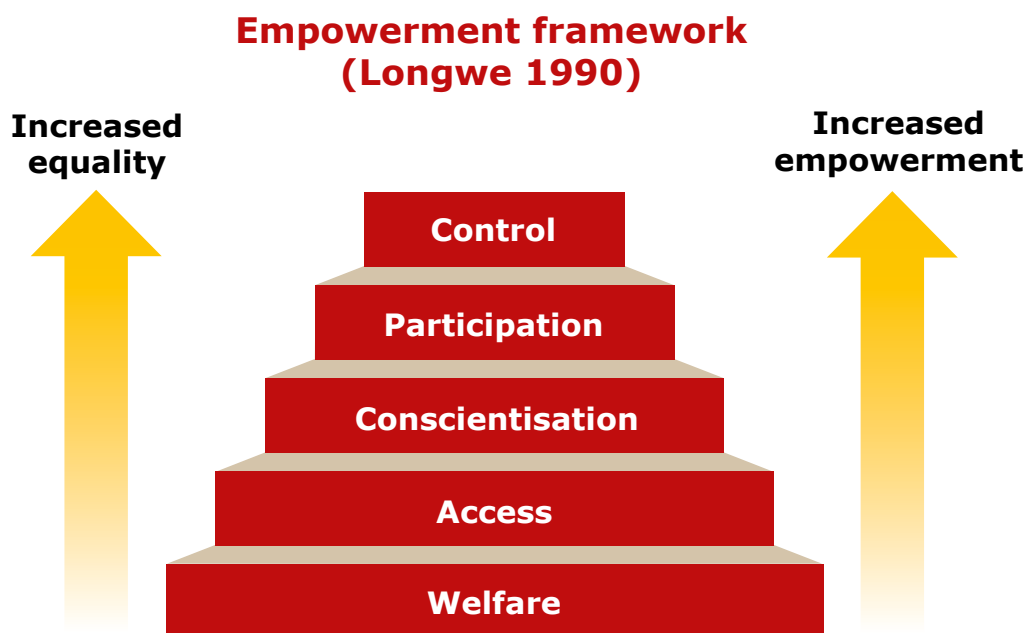 Empowerment framework
(Longwe 1990)
Increased
equality
Increased
empowerment
Control
Participation
Conscientisation
Access
Welfare